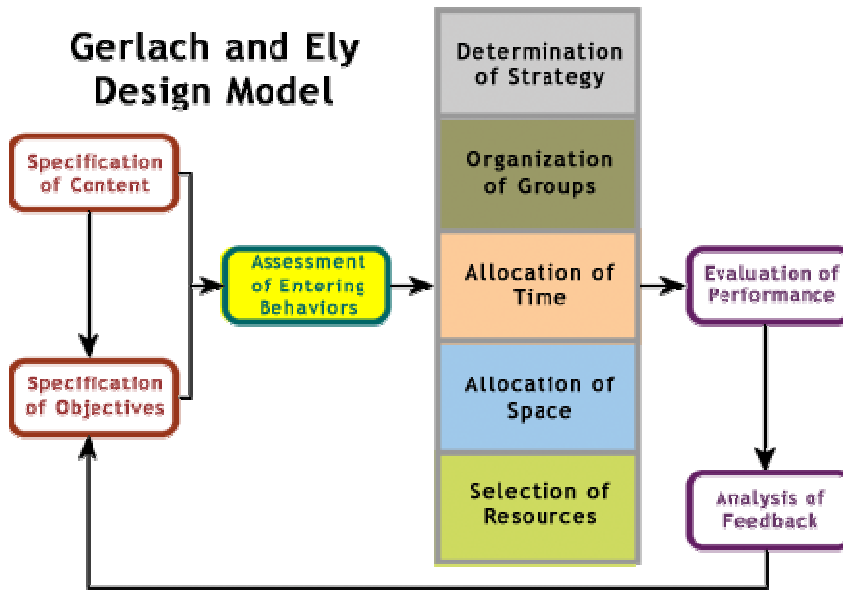 Gerlach and Ely
Design Model
Specification
of Content
Specification
of Objectives
Assessment
of Entering
Behaviors
Determination
of Strategy
Organization
of Groups
Allocation of
Time
Allocation of
Space
Selection of
Resources
Evaluation of
Performance
Analysis of
Feedback